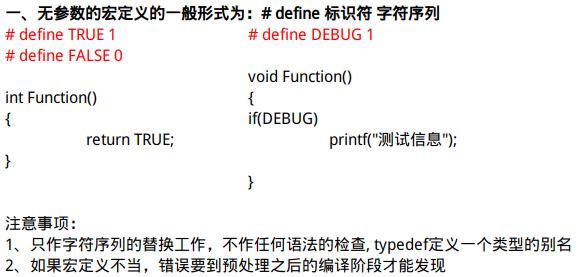 一、无参数的宏定义的一般形式为：# define 标识符 字符序列
# define TRUE 1
# define FALSE 0
int Function()
{
return TRUE;
}
# define DEBUG 1
void Function()
{
if(DEBUG)
printf("测试信息");
}
注意事项：
1、只作字符序列的替换工作，不作任何语法的检查, typedef定义一个类型的别名
2、如果宏定义不当，错误要到预处理之后的编译阶段才能发现